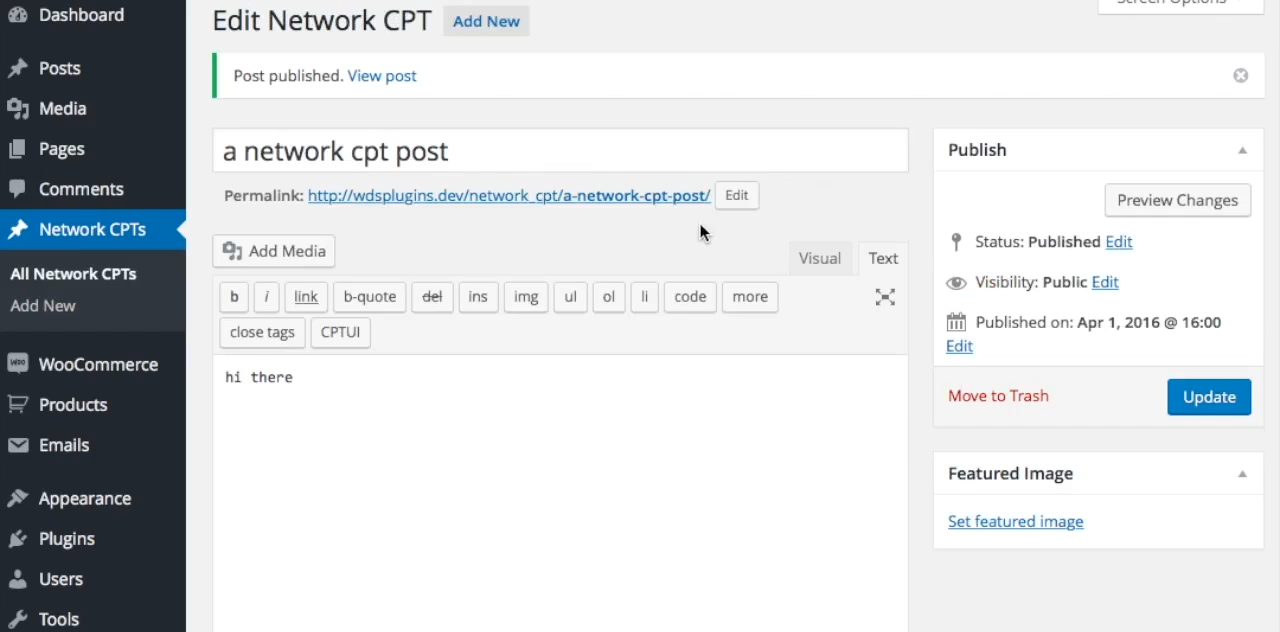 Dashboard
Posts
Media
Pages
Comments
Network CPTs
All Network CPTs
Add New
WooCommerce
Products
Emails
Appearance
Plugins
Users
Tools
Edit Network CPT Add New
Screen Options
Post published. View post
a network cpt post
Permalink: http://wdsplugins.dev/network_cpt/a-network-cpt-post/ Edit
Add Media
Visual Text
b i link b-quote del ins img ul ol li code more
close tags CPTUI
hi there
Publish
Preview Changes
Status: Published Edit
Visibility: Public Edit
Published on: Apr 1, 2016 @ 16:00
Edit
Move to Trash Update
Featured Image
Set featured image